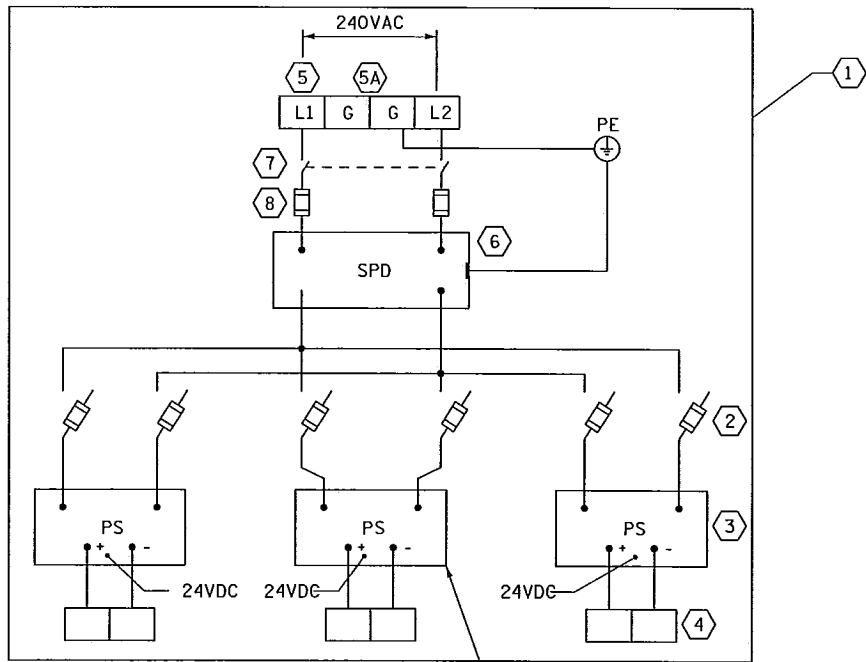 240VAC
1
5
5A
L1 G G L2
PE
7
8
6
SPD
2
PS
PS
PS
3
+ -
+ -
+ -
24VDC
24VDC
24VDC
4